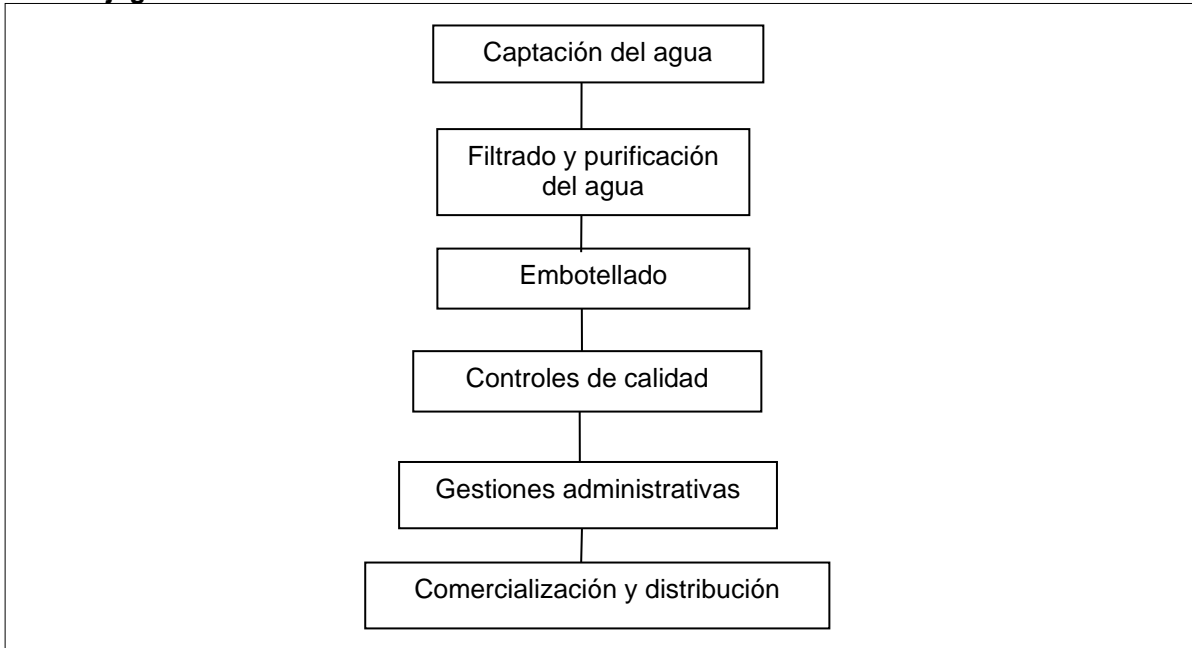 Captación del agua
Filtrado y purificación
del agua
Embotellado
Controles de calidad
Gestiones administrativas
Comercialización y distribución